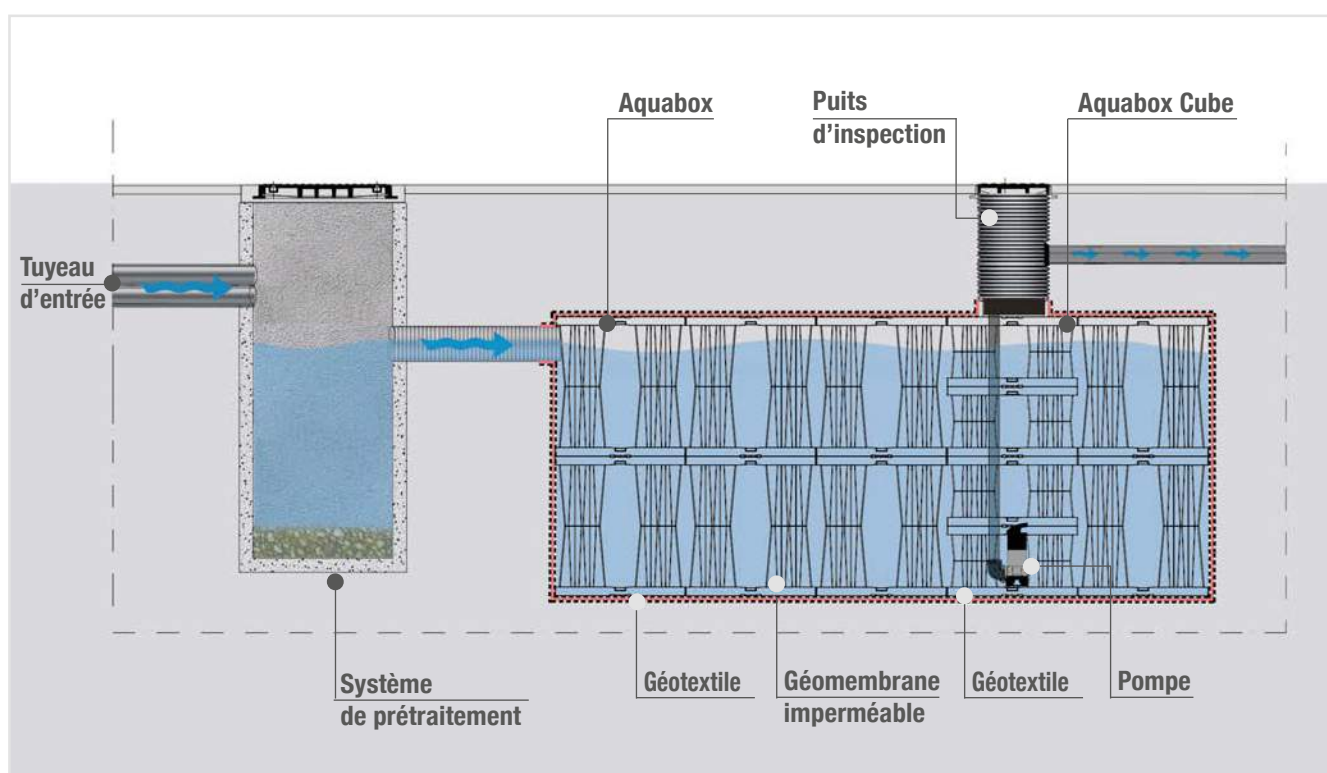 Aquabox
Puits
d’inspection
Aquabox Cube
Tuyeau
d’entrée
Système
de prétraitement
Géotextile
Géomembrane
imperméable
Géotextile
Pompe